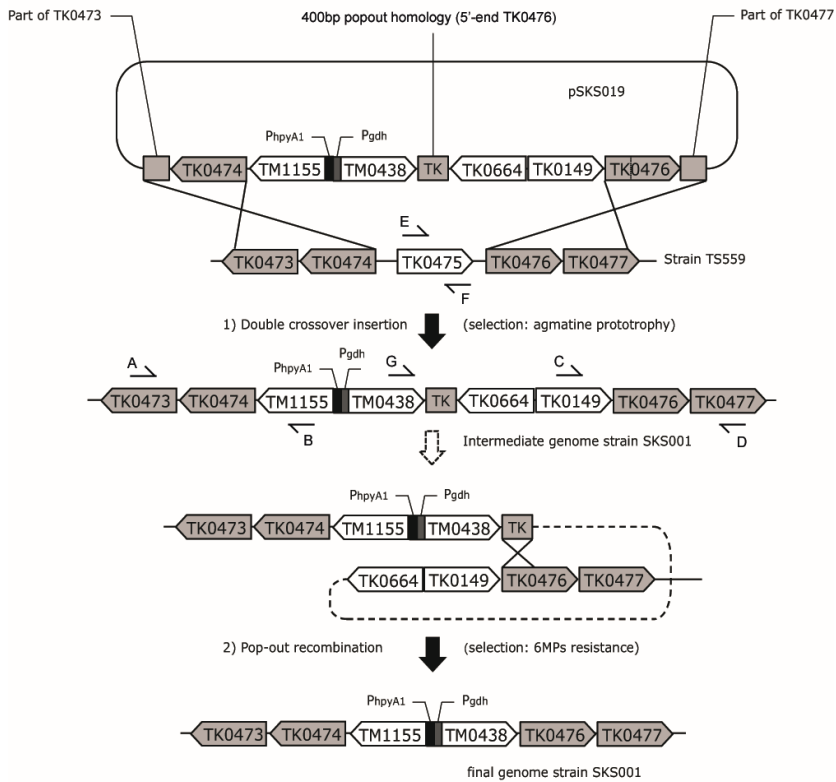 Part of TK0473
400bp popout homology (5'-end TK0476)
Part of TK0477
pSKS019
PhpyA1 Pgdh
TK0474 TM1155 TM0438 TK TK0664 TK0149 TK0476
E
TK0473 TK0474 TK0475 TK0476 TK0477 Strain TS559
F
1) Double crossover insertion (selection: agmatine prototrophy)
PhpyA1 Pgdh
A G C
TK0473 TK0474 TM1155 TM0438 TK TK0664 TK0149 TK0476 TK0477
B D
Intermediate genome strain SKS001
PhpyA1 Pgdh
TK0473 TK0474 TM1155 TM0438 TK
TK0664 TK0149 TK0476 TK0477
2) Pop-out recombination (selection: 6MPs resistance)
PhpyA1 Pgdh
TK0473 TK0474 TM1155 TM0438 TK0476 TK0477
final genome strain SKS001